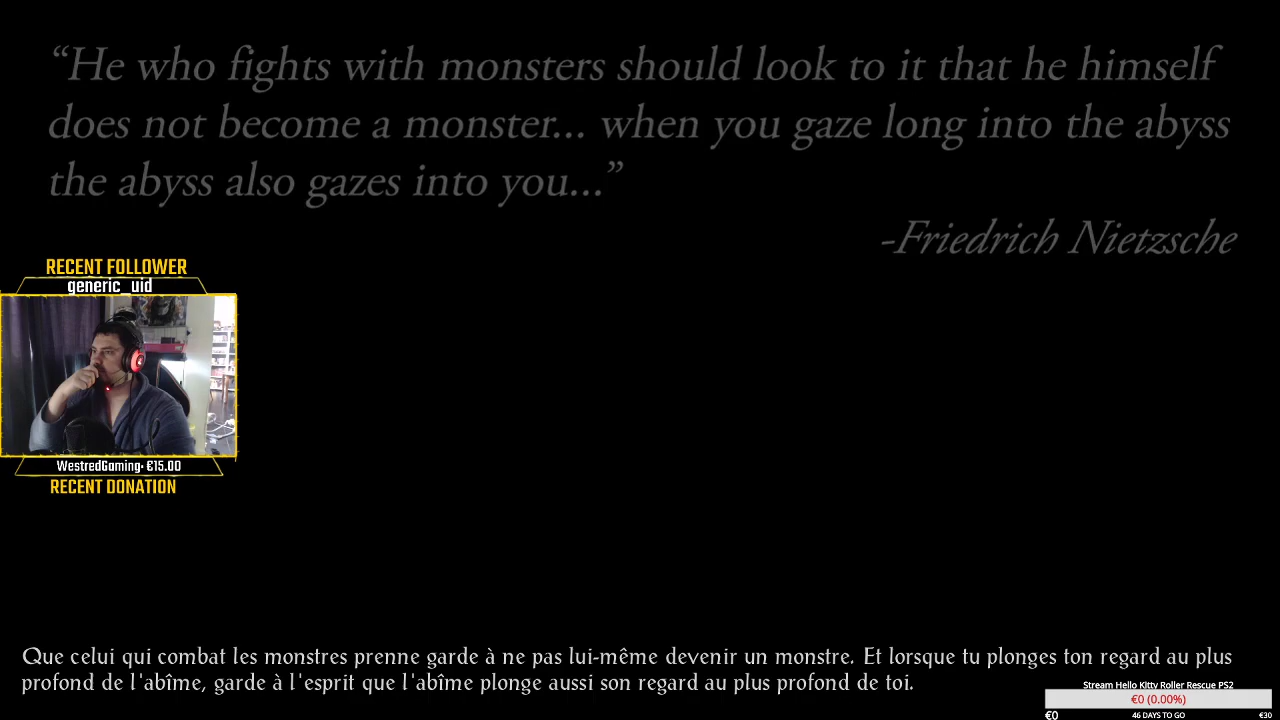 “He who fights with monsters should look to it that he himself
does not become a monster... when you gaze long into the abyss
the abyss also gazes into you...”
-Friedrich Nietzsche
RECENT FOLLOWER
generic_uid
WestredGaming• €15.00
RECENT DONATION
Que celui qui combat les monstres prenne garde à ne pas lui-même devenir un monstre. Et lorsque tu plonges ton regard au plus
profond de l'abîme, garde à l'esprit que l'abîme plonge aussi son regard au plus profond de toi.
Stream Hello Kitty Roller Rescue PS2
€0 (0.00%)
€0 46 DAYS TO GO €30